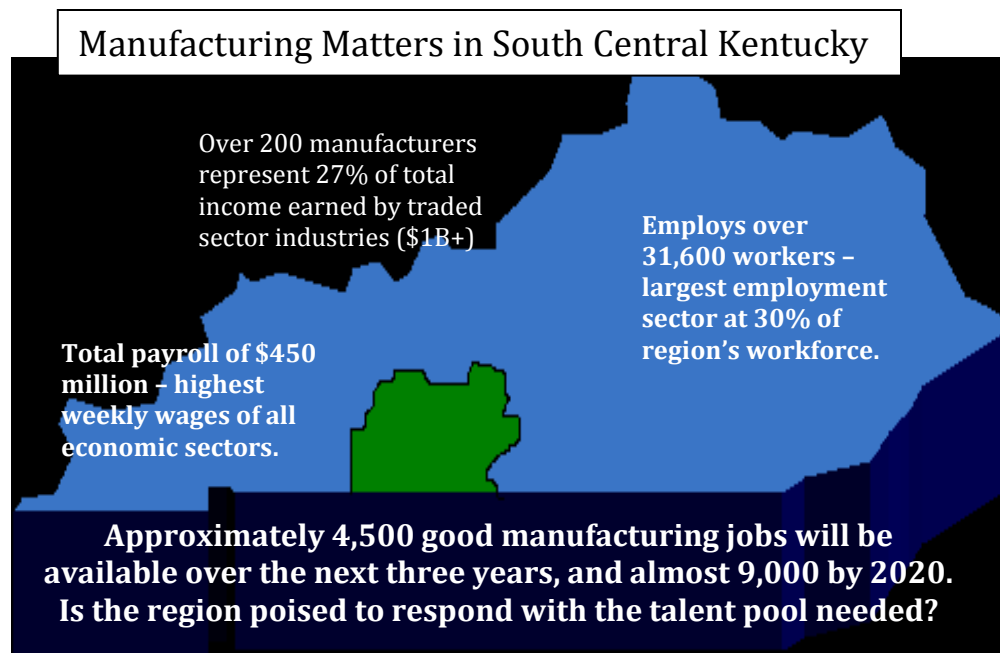 Manufacturing Matters in South Central Kentucky
Over 200 manufacturers
represent 27% of total
income earned by traded
sector industries ($1B+)
Employs over
31,600 workers –
largest employment
sector at 30% of
region’s workforce.
Total payroll of $450
million – highest
weekly wages of all
economic sectors.
Approximately 4,500 good manufacturing jobs will be
available over the next three years, and almost 9,000 by 2020.
Is the region poised to respond with the talent pool needed?